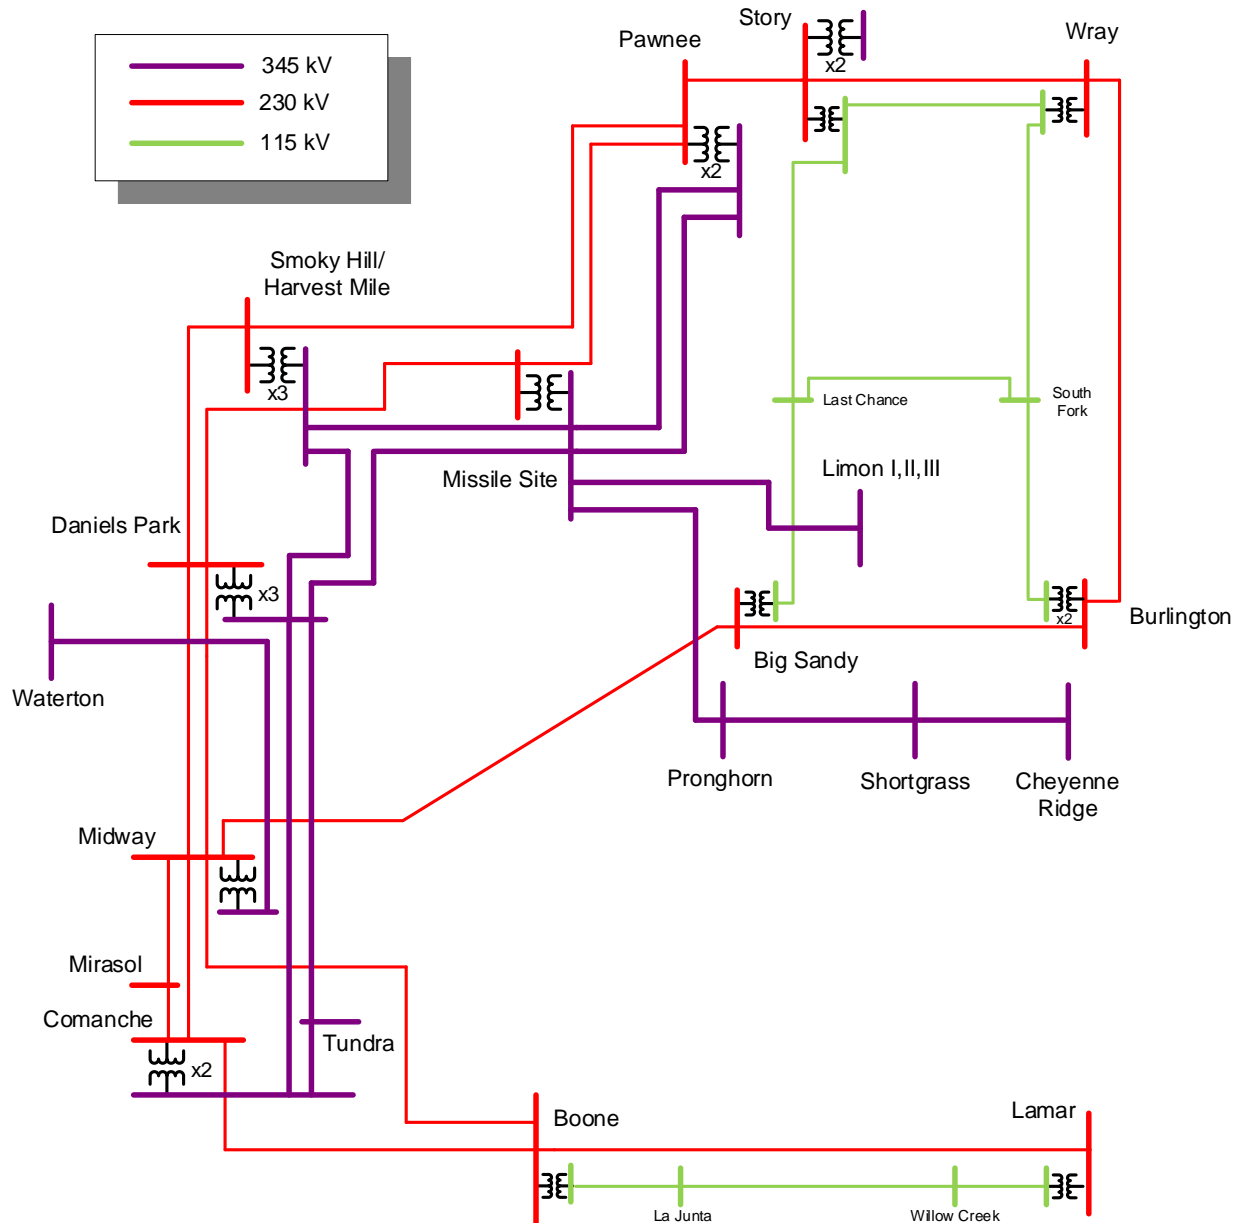 Story
Pawnee
Wray
345 kV
230 kV
115 kV
x2
x2
Smoky Hill/
Harvest Mile
x3
Last Chance
South
Fork
Missile Site
Limon I,II,III
Daniels Park
x3
x2
Burlington
Big Sandy
Waterton
Pronghorn
Shortgrass
Cheyenne
Ridge
Midway
Mirasol
Comanche
Tundra
x2
Boone
Lamar
La Junta
Willow Creek